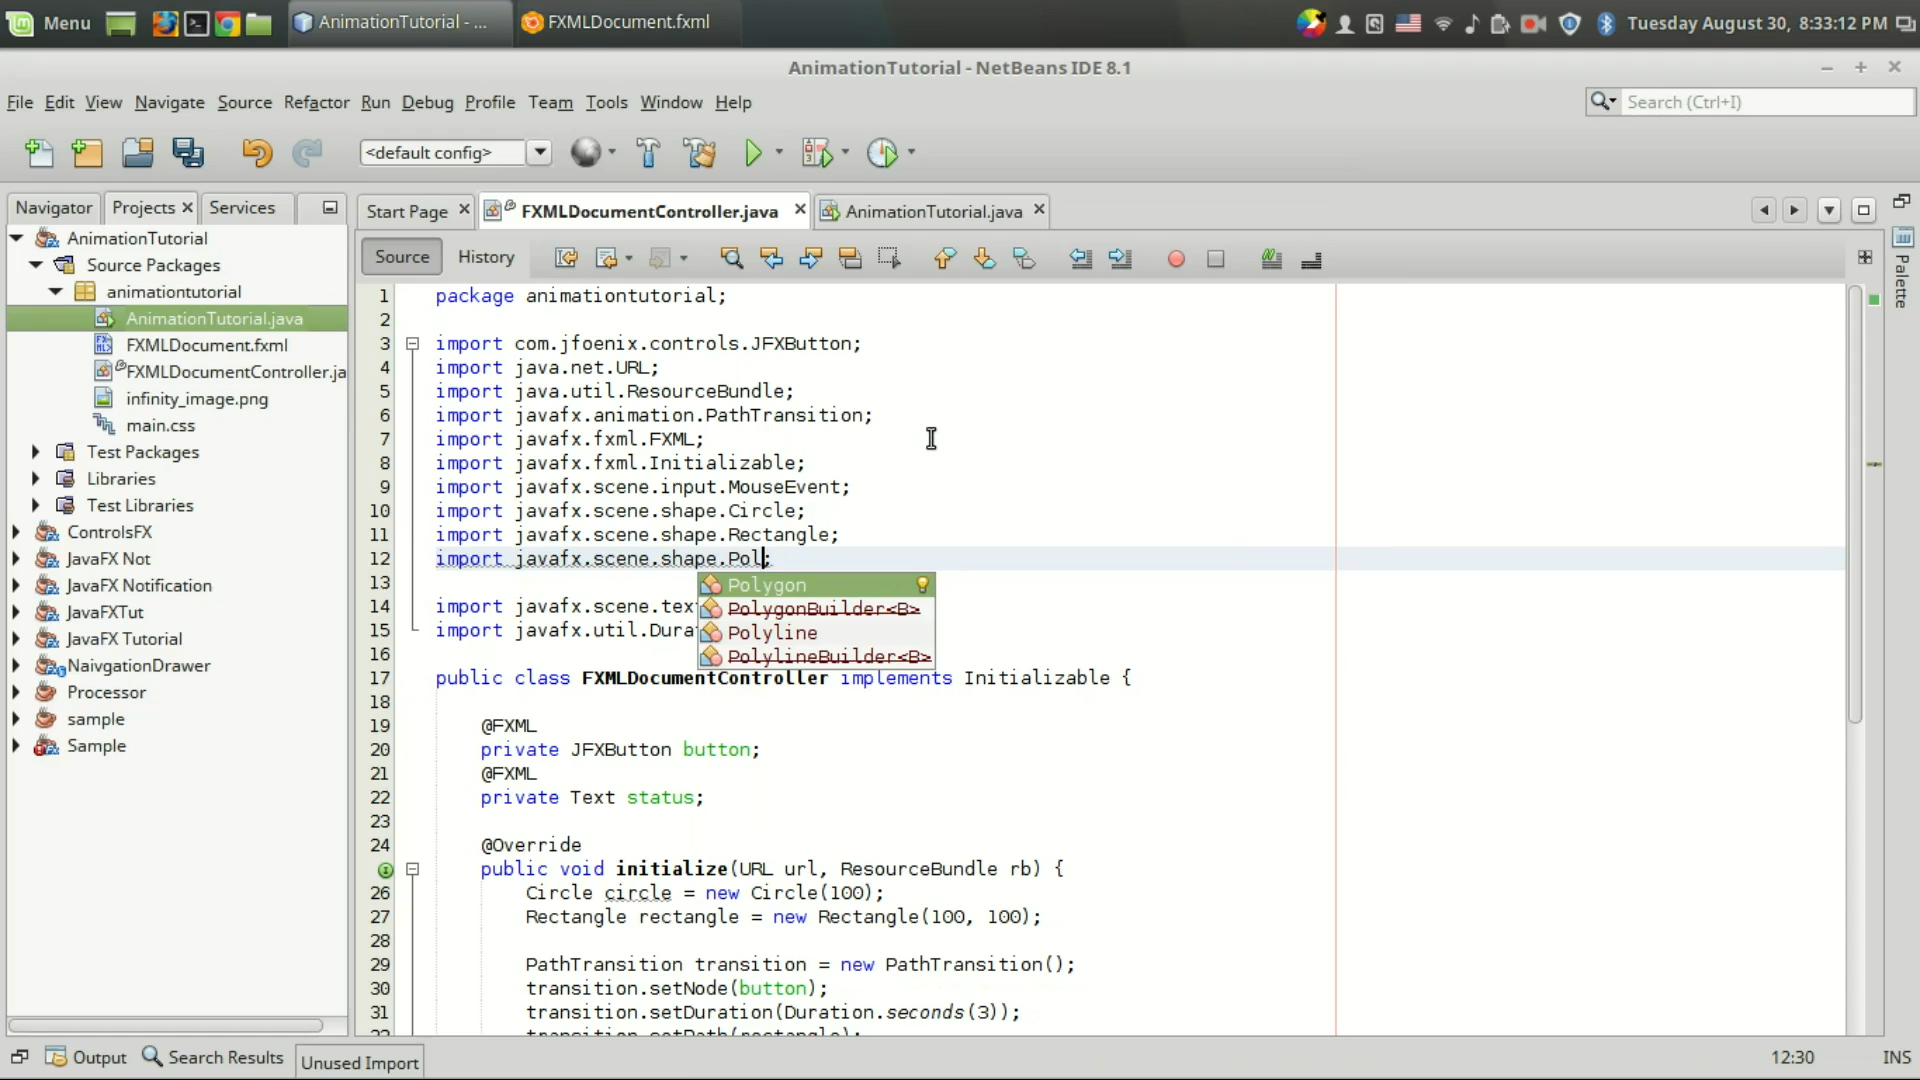 Menu
AnimationTutorial - ...
FXMLDocument.fxml
Tuesday August 30, 8:33:12 PM
AnimationTutorial - NetBeans IDE 8.1
File Edit View Navigate Source Refactor Run Debug Profile Team Tools Window Help
Search (Ctrl+I)
<default config>
Navigator
Projects
Services
Start Page
FXMLDocumentController.java
AnimationTutorial.java
Source
History
Palette
AnimationTutorial
Source Packages
animationtutorial
AnimationTutorial.java
FXMLDocument.fxml
FXMLDocumentController.ja
infinity_image.png
main.css
Test Packages
Libraries
Test Libraries
ControlsFX
JavaFX Not
JavaFX Notification
JavaFXTut
JavaFX Tutorial
NaivgationDrawer
Processor
sample
Sample
1 package animationtutorial;
2
3 import com.jfoenix.controls.JFXButton;
4 import java.net.URL;
5 import java.util.ResourceBundle;
6 import javafx.animation.PathTransition;
7 import javafx.fxml.FXML;
8 import javafx.fxml.Initializable;
9 import javafx.scene.input.MouseEvent;
10 import javafx.scene.shape.Circle;
11 import javafx.scene.shape.Rectangle;
12 import javafx.scene.shape.Pol;
13
14 import javafx.scene.tex
15 import javafx.util.Dura
Polygon
PolygonBuilder<B>
Polyline
PolylineBuilder<B>
16
17 public class FXMLDocumentController implements Initializable {
18
19 @FXML
20 private JFXButton button;
21 @FXML
22 private Text status;
23
24 @Override
public void initialize(URL url, ResourceBundle rb) {
26 Circle circle = new Circle(100);
27 Rectangle rectangle = new Rectangle(100, 100);
28
29 PathTransition transition = new PathTransition();
30 transition.setNode(button);
31 transition.setDuration(Duration.seconds(3));
transition.setPath(rectangle);
Output
Search Results
Unused Import
12:30
INS